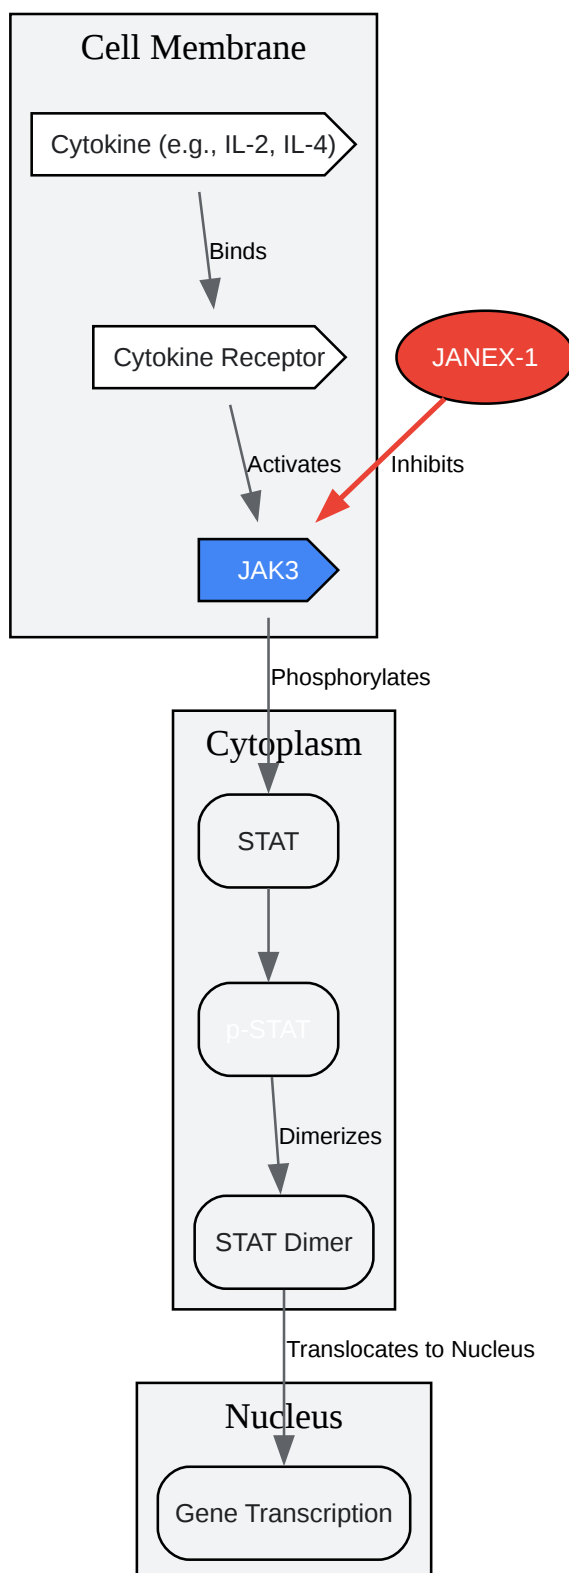 Cell Membrane
Cytokine (e.g., IL-2, IL-4)
Binds
Cytokine Receptor
JANEX-1
Activates
Inhibits
JAK3
Phosphorylates
Cytoplasm
STAT
p-STAT
Dimerizes
STAT Dimer
Translocates to Nucleus
Nucleus
Gene Transcription